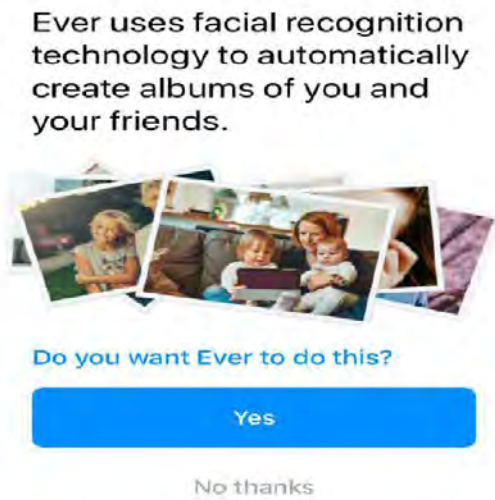 Ever uses facial recognition
technology to automatically
create albums of you and
your friends.
Do you want Ever to do this?
Yes
No thanks